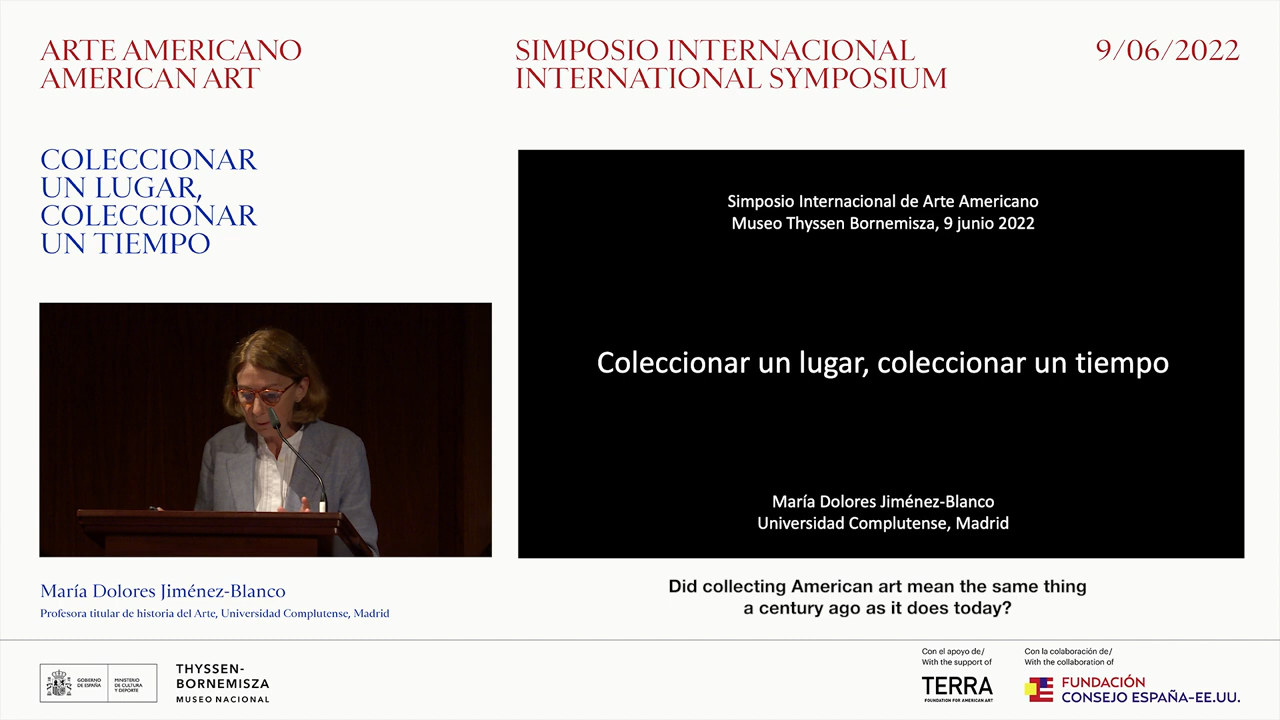 ARTE AMERICANO
AMERICAN ART
SIMPOSIO INTERNACIONAL
INTERNATIONAL SYMPOSIUM
9/06/2022
COLECCIONAR
UN LUGAR,
COLECCIONAR
UN TIEMPO
Simposio Internacional de Arte Americano
Museo Thyssen Bornemisza, 9 junio 2022
Coleccionar un lugar, coleccionar un tiempo
María Dolores Jiménez-Blanco
Universidad Complutense, Madrid
María Dolores Jiménez-Blanco
Profesora titular de historia del Arte, Universidad Complutense, Madrid
Did collecting American art mean the same thing
a century ago as it does today?
GOBIERNO
DE ESPAÑA
MINISTERIO
DE CULTURA
Y DEPORTE
THYSSEN-
BORNEMISZA
MUSEO NACIONAL
Con el apoyo de/
With the support of
TERRA
FOUNDATION FOR AMERICAN ART
Con la colaboración de/
With the collaboration of
FUNDACIÓN
CONSEJO ESPAÑA-EE.UU.